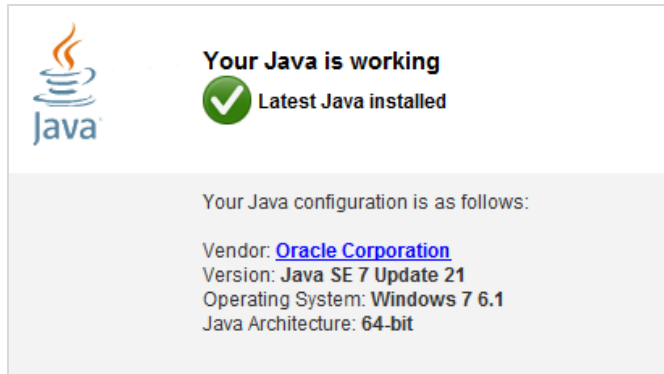 Java
Your Java is working
Latest Java installed
Your Java configuration is as follows:
Vendor: Oracle Corporation
Version: Java SE 7 Update 21
Operating System: Windows 7 6.1
Java Architecture: 64-bit